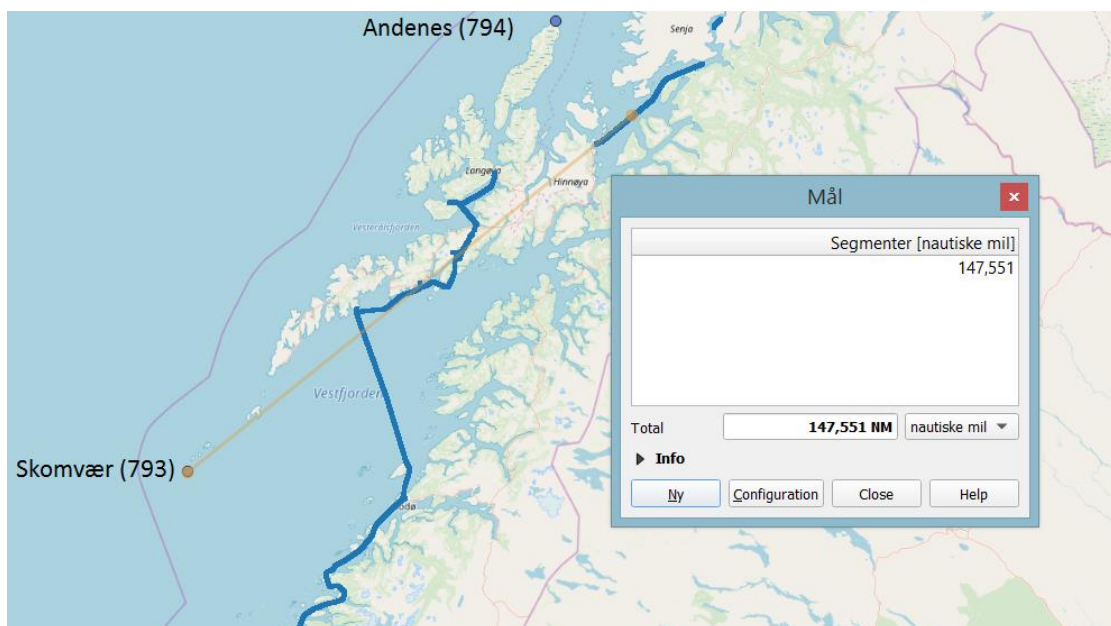 Andenes (794)
Senja
Langøya
Hinnøya
Vesterålsfjorden
Vestfjorden
Skomvær (793)
Mål
Segmenter [nautiske mil]
147,551
Total
147,551 NM
nautiske mil
Info
Ny
Configuration
Close
Help